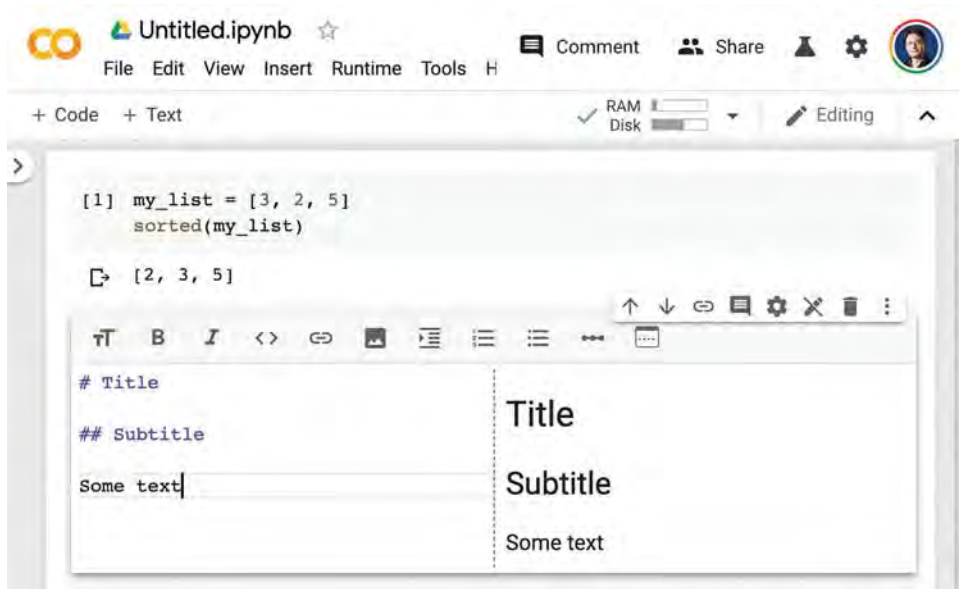 CO Untitled.ipynb
Comment Share
File Edit View Insert Runtime Tools H
+ Code + Text
RAM
Disk
Editing
[1] my_list = [3, 2, 5]
sorted(my_list)
[2, 3, 5]
TT B I <>
# Title
## Subtitle
Some text
Title
Subtitle
Some text